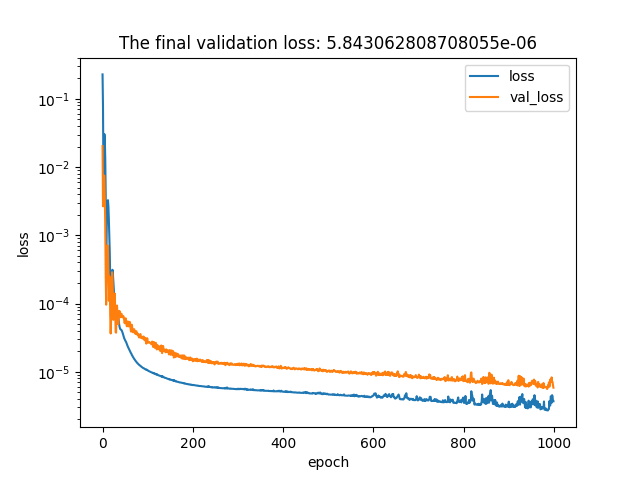 The final validation loss: 5.843062808708055e-06
loss
val_loss
10⁻¹
10⁻²
10⁻³
10⁻⁴
10⁻⁵
loss
0 200 400 600 800 1000
epoch